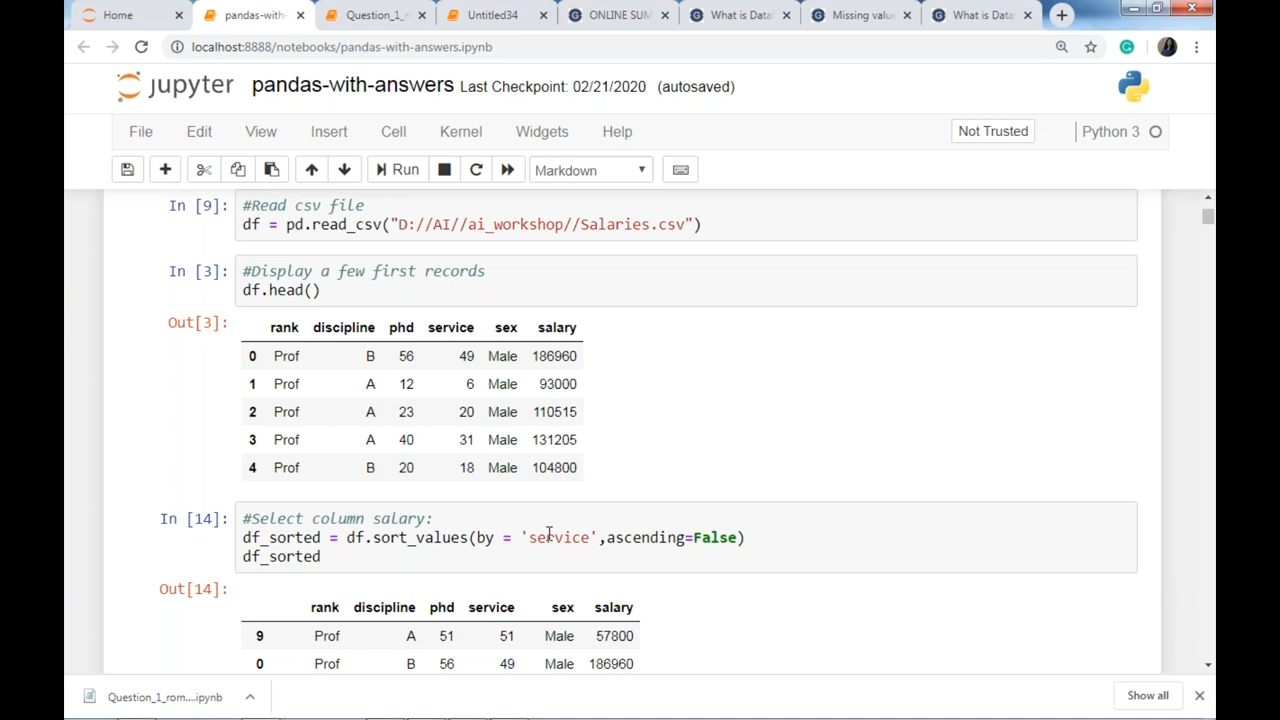 Home
pandas-with-
Question_1_r
Untitled34
ONLINE SUM
What is Data
Missing valu
What is Data
localhost:8888/notebooks/pandas-with-answers.ipynb
jupyter pandas-with-answers Last Checkpoint: 02/21/2020 (autosaved)
File Edit View Insert Cell Kernel Widgets Help Not Trusted Python 3
Run Markdown
In [9]: #Read csv file
df = pd.read_csv("D://AI//ai_workshop//Salaries.csv")
In [3]: #Display a few first records
df.head()
Out[3]:
rank discipline phd service sex salary
0 Prof B 56 49 Male 186960
1 Prof A 12 6 Male 93000
2 Prof A 23 20 Male 110515
3 Prof A 40 31 Male 131205
4 Prof B 20 18 Male 104800
In [14]: #Select column salary:
df_sorted = df.sort_values(by = 'service',ascending=False)
df_sorted
Out[14]:
rank discipline phd service sex salary
9 Prof A 51 51 Male 57800
0 Prof B 56 49 Male 186960
Question_1_rom....ipynb Show all